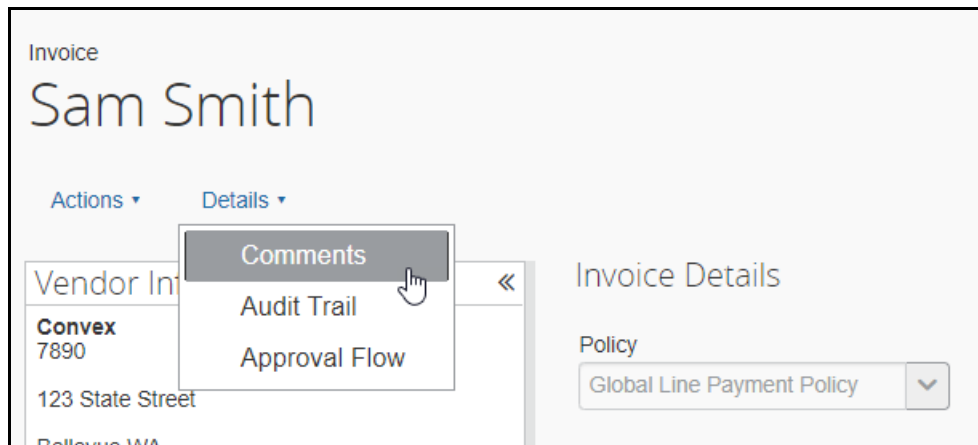 Invoice
Sam Smith
Actions Details
Comments
Audit Trail
Approval Flow
Vendor Inf
Convex
7890
123 State Street
Invoice Details
Policy
Global Line Payment Policy